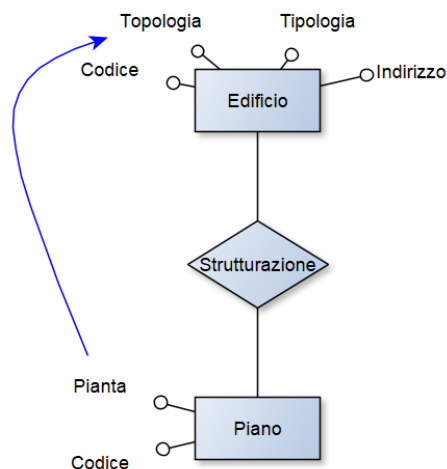 Topologia
Tipologia
Codice
Indirizzo
Edificio
Strutturazione
Pianta
Piano
Codice